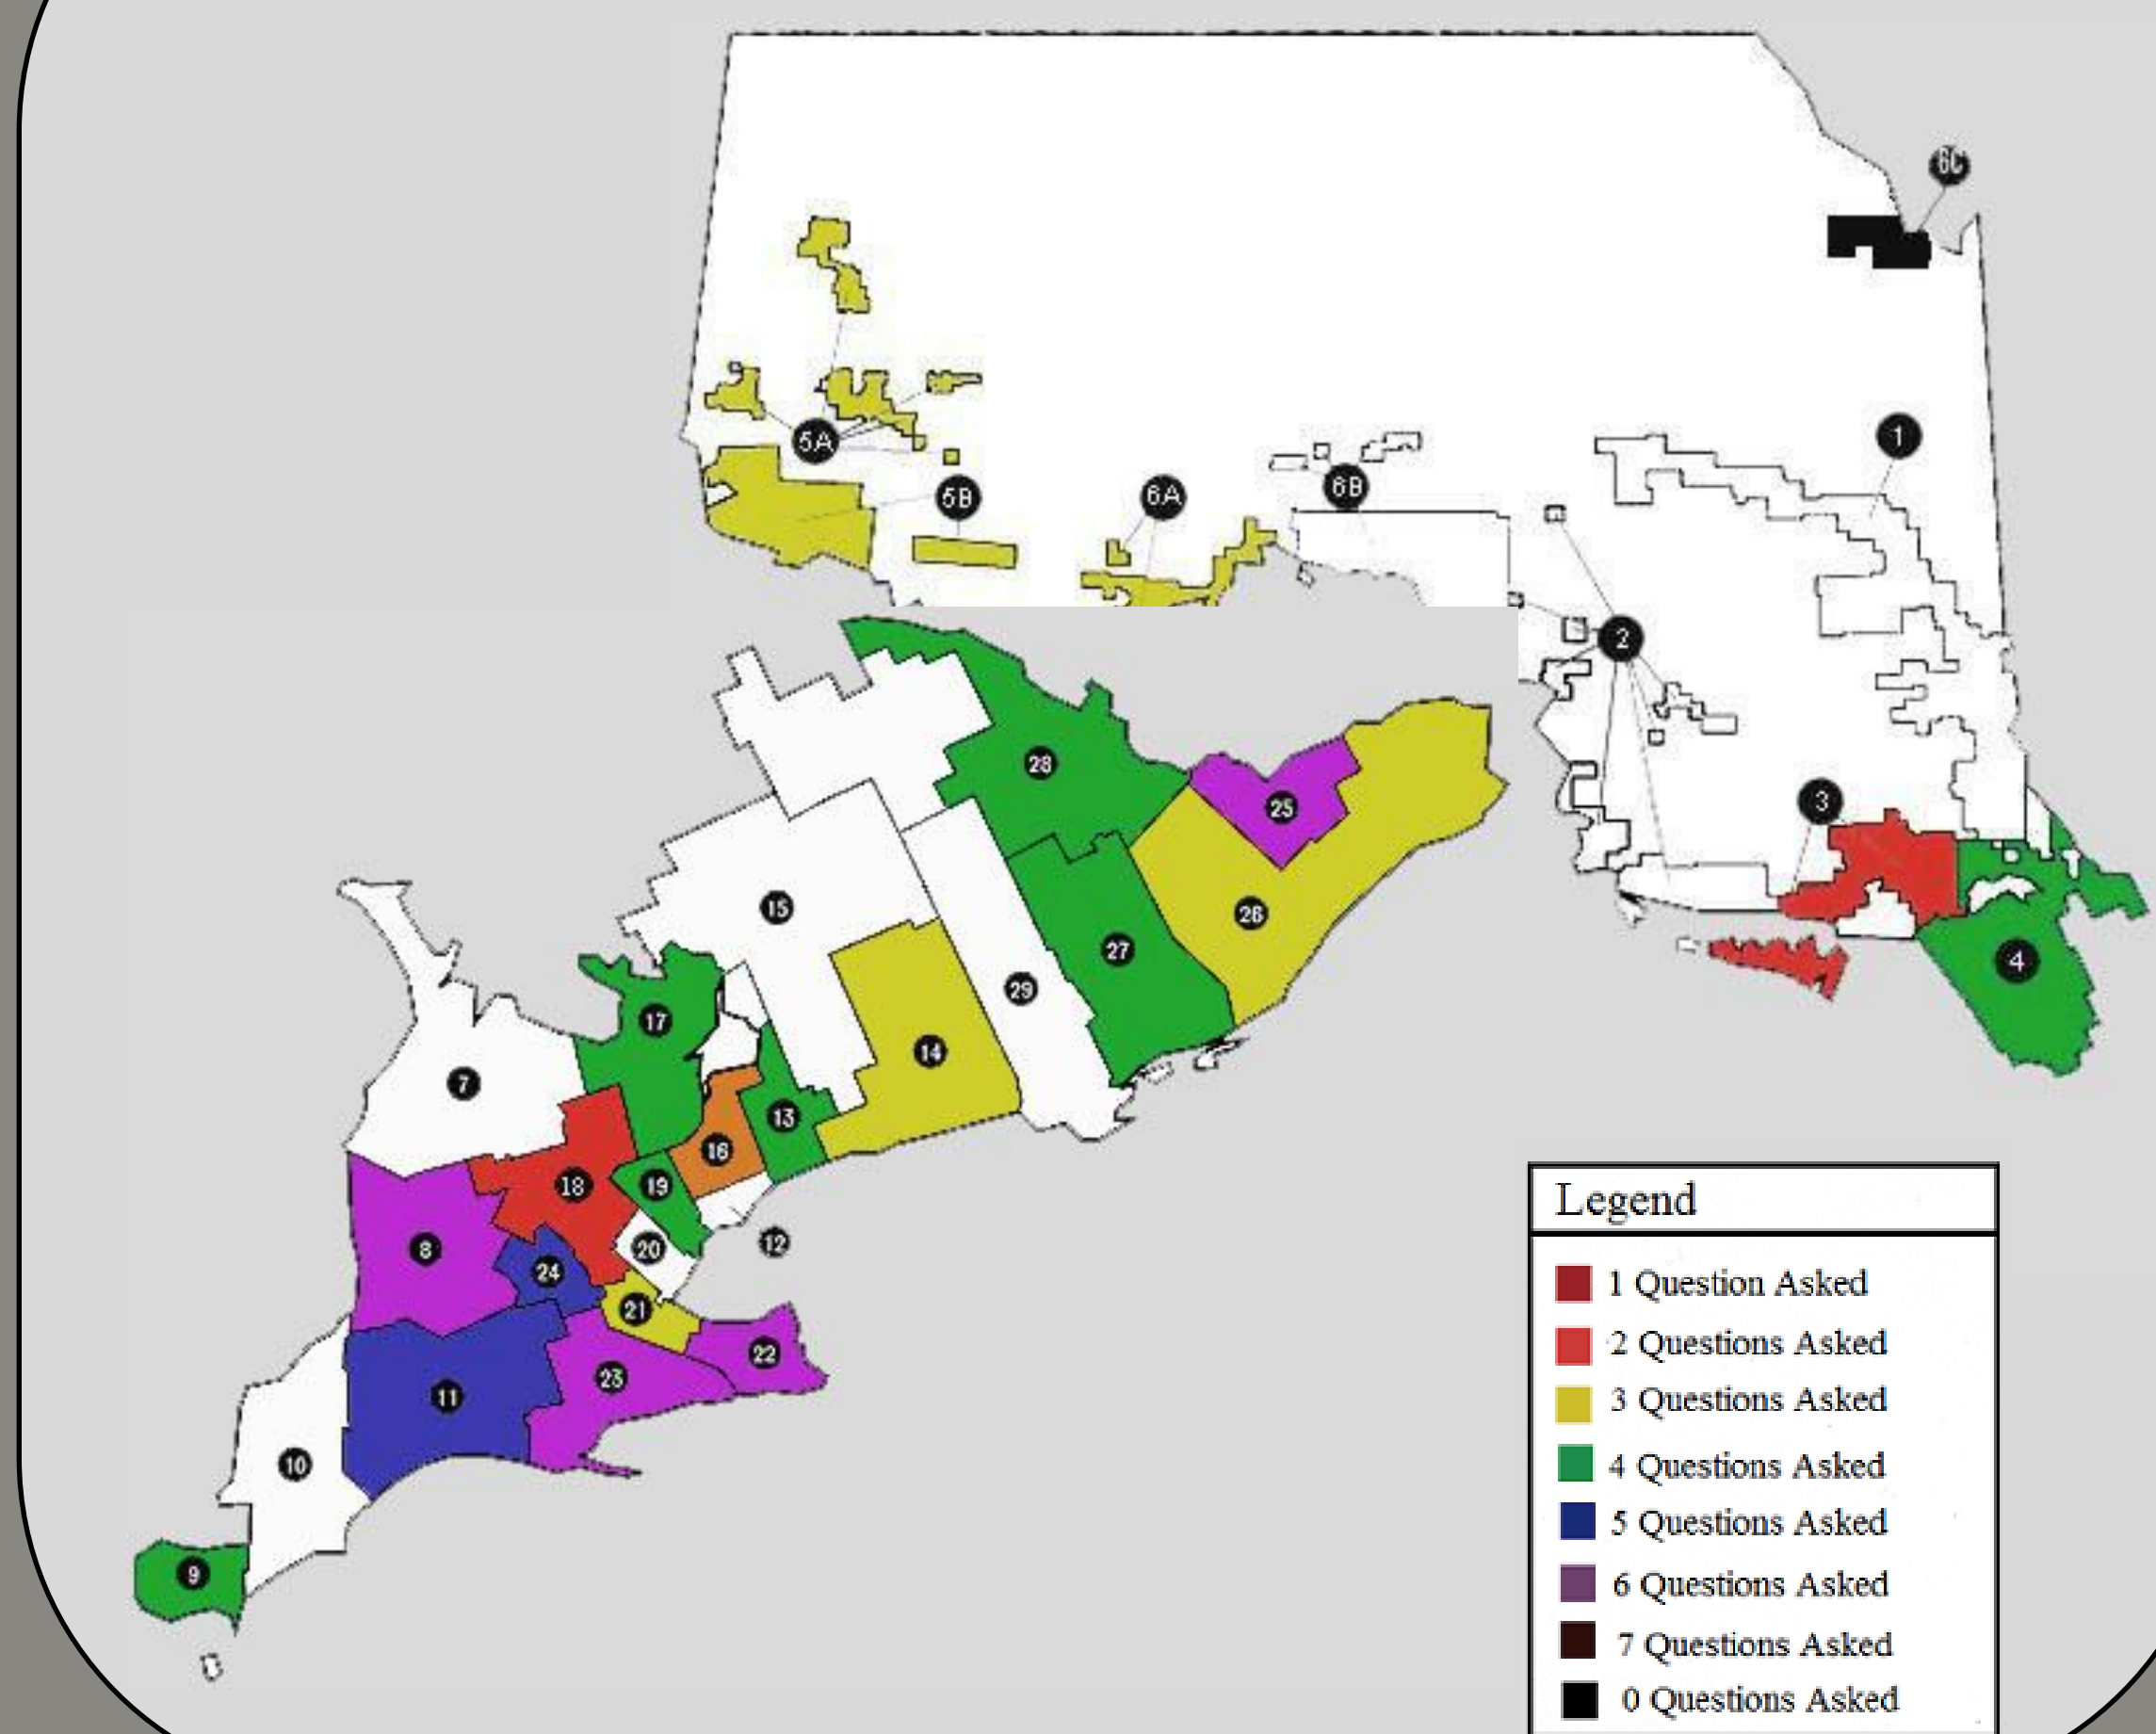 6C
1
5A
5B
6A
6B
2
28
25
3
15
26
27
4
29
17
14
7
13
16
18
19
8
20
12
24
21
22
23
11
10
9
Legend
1 Question Asked
2 Questions Asked
3 Questions Asked
4 Questions Asked
5 Questions Asked
6 Questions Asked
7 Questions Asked
0 Questions Asked